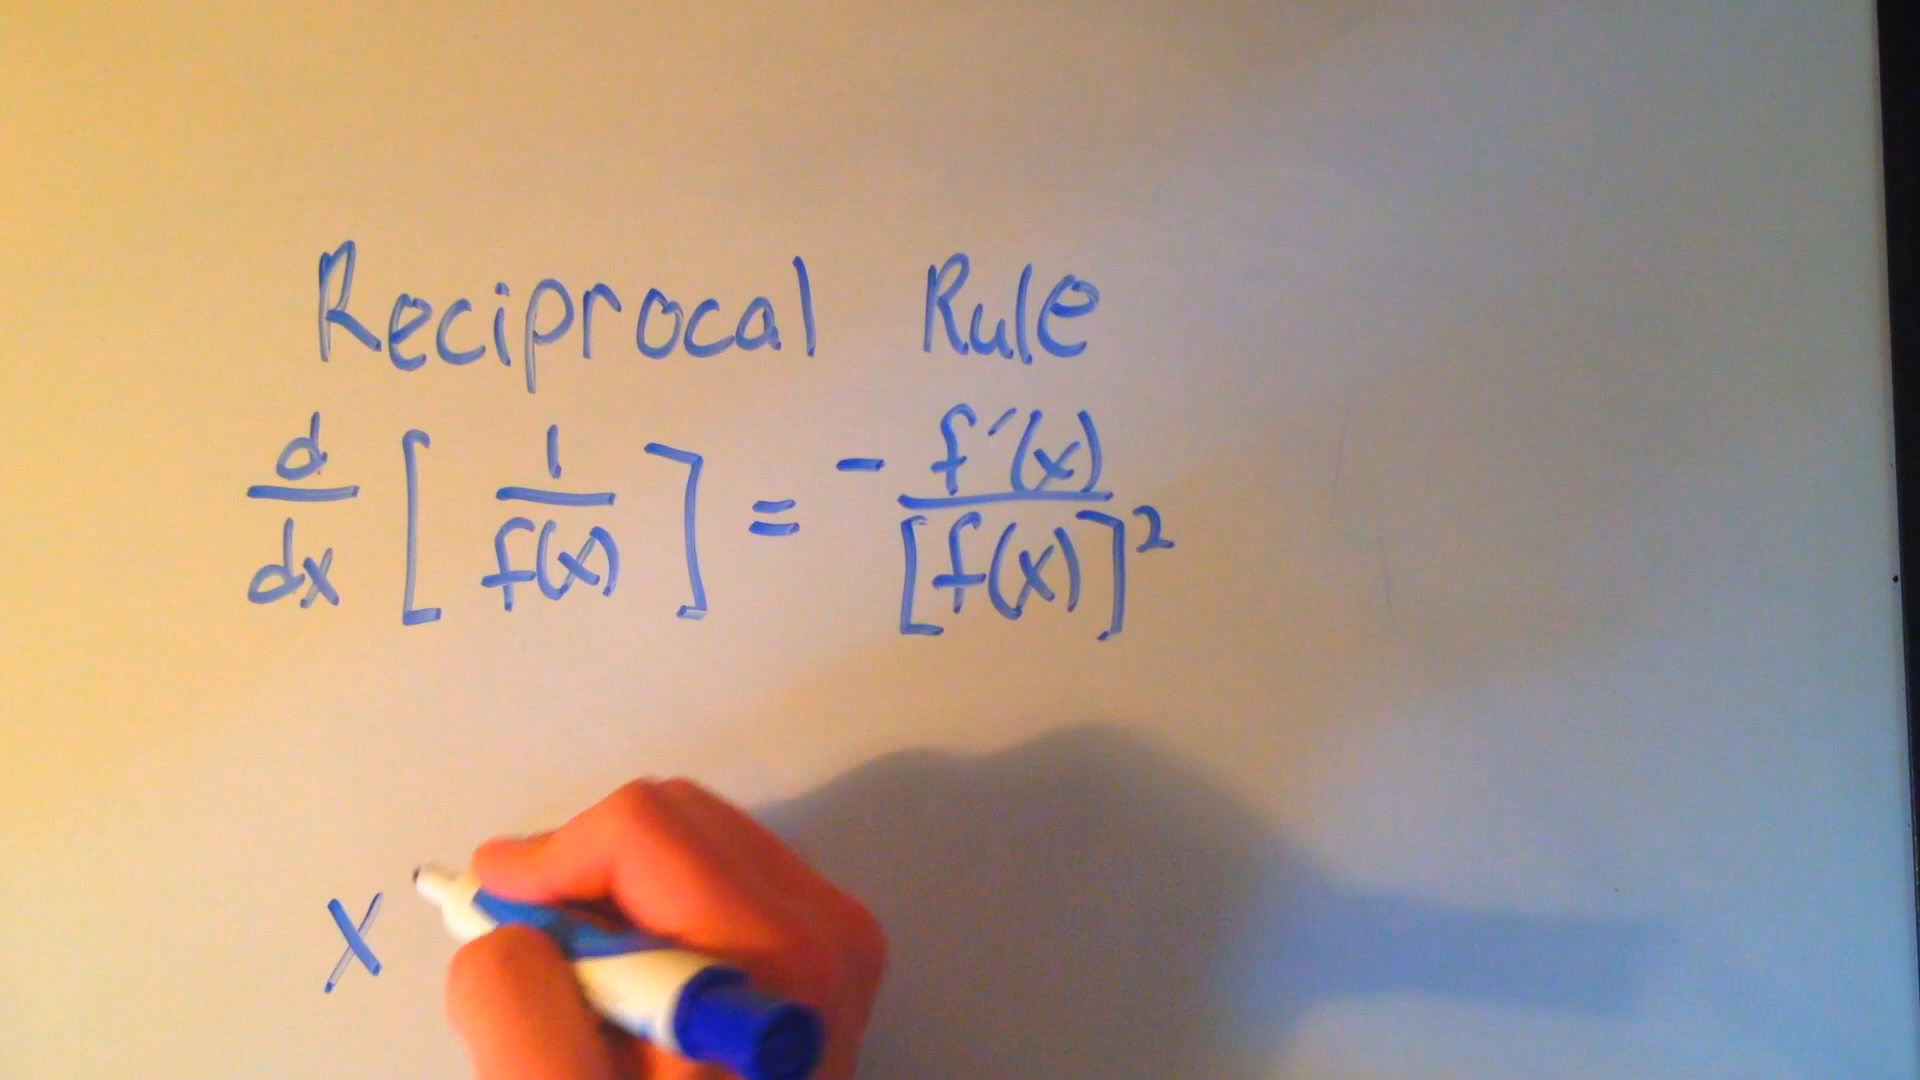 Reciprocal Rule
d/dx [ 1/f(x) ] = - f′(x)/[f(x)]²
x